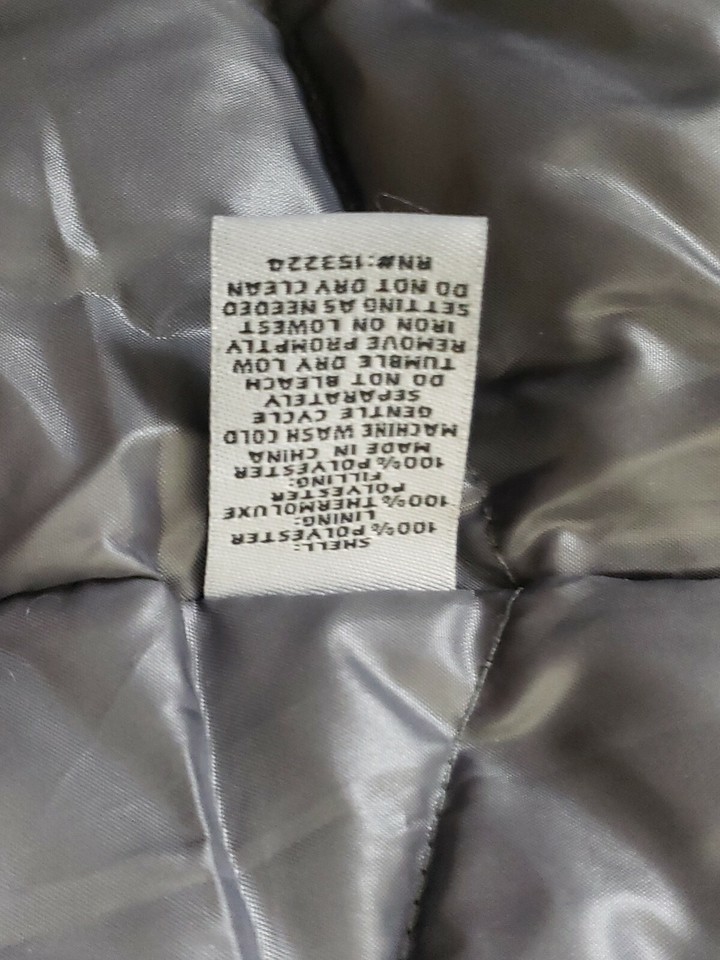 SHELL:
100% POLYESTER
LINING:
100% THERMOLUXE
POLYESTER
FILLING:
100% POLYESTER
MADE IN CHINA
MACHINE WASH COLD
GENTLE CYCLE
SEPARATELY
DO NOT BLEACH
TUMBLE DRY LOW
REMOVE PROMPTLY
IRON ON LOWEST
SETTING AS NEEDED
DO NOT DRY CLEAN
RN#:153224